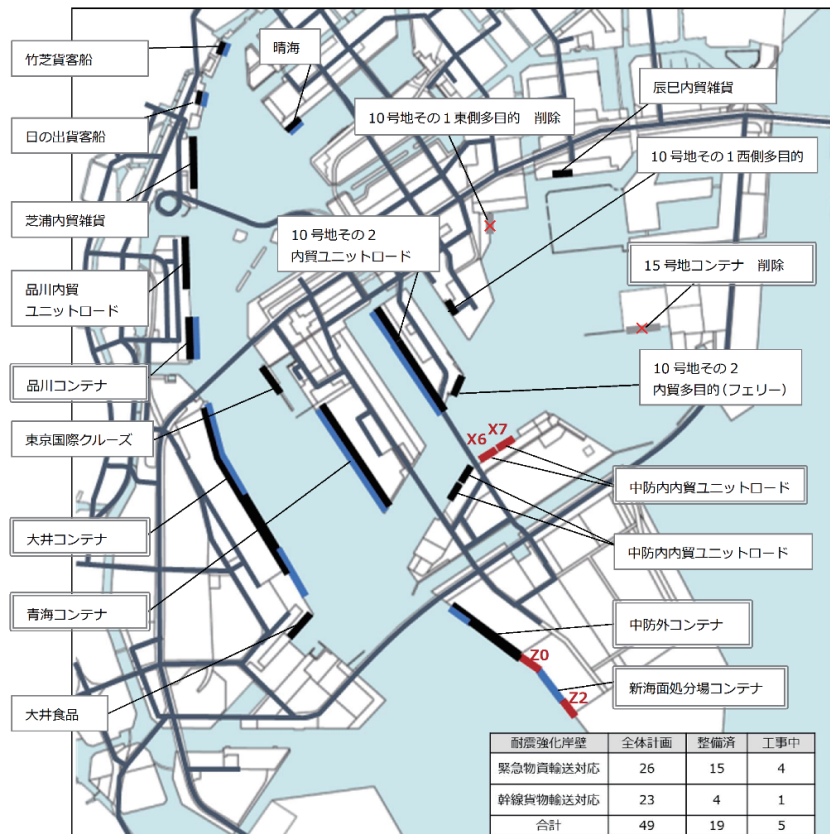 竹芝貨客船
晴海
辰巳内貿雑貨
10号地その1東側多目的 削除
日の出貨客船
10号地その1西側多目的
芝浦内貿雑貨
10号地その2
内貿ユニットロード
15号地コンテナ 削除
品川内貿
ユニットロード
10号地その2
内貿多目的(フェリー)
品川コンテナ
東京国際クルーズ
X6
X7
中防内内貿ユニットロード
大井コンテナ
中防内内貿ユニットロード
青海コンテナ
中防外コンテナ
Z0
新海面処分場コンテナ
Z2
大井食品
耐震強化岸壁 全体計画 整備済 工事中
緊急物資輸送対応 26 15 4
幹線貨物輸送対応 23 4 1
合計 49 19 5